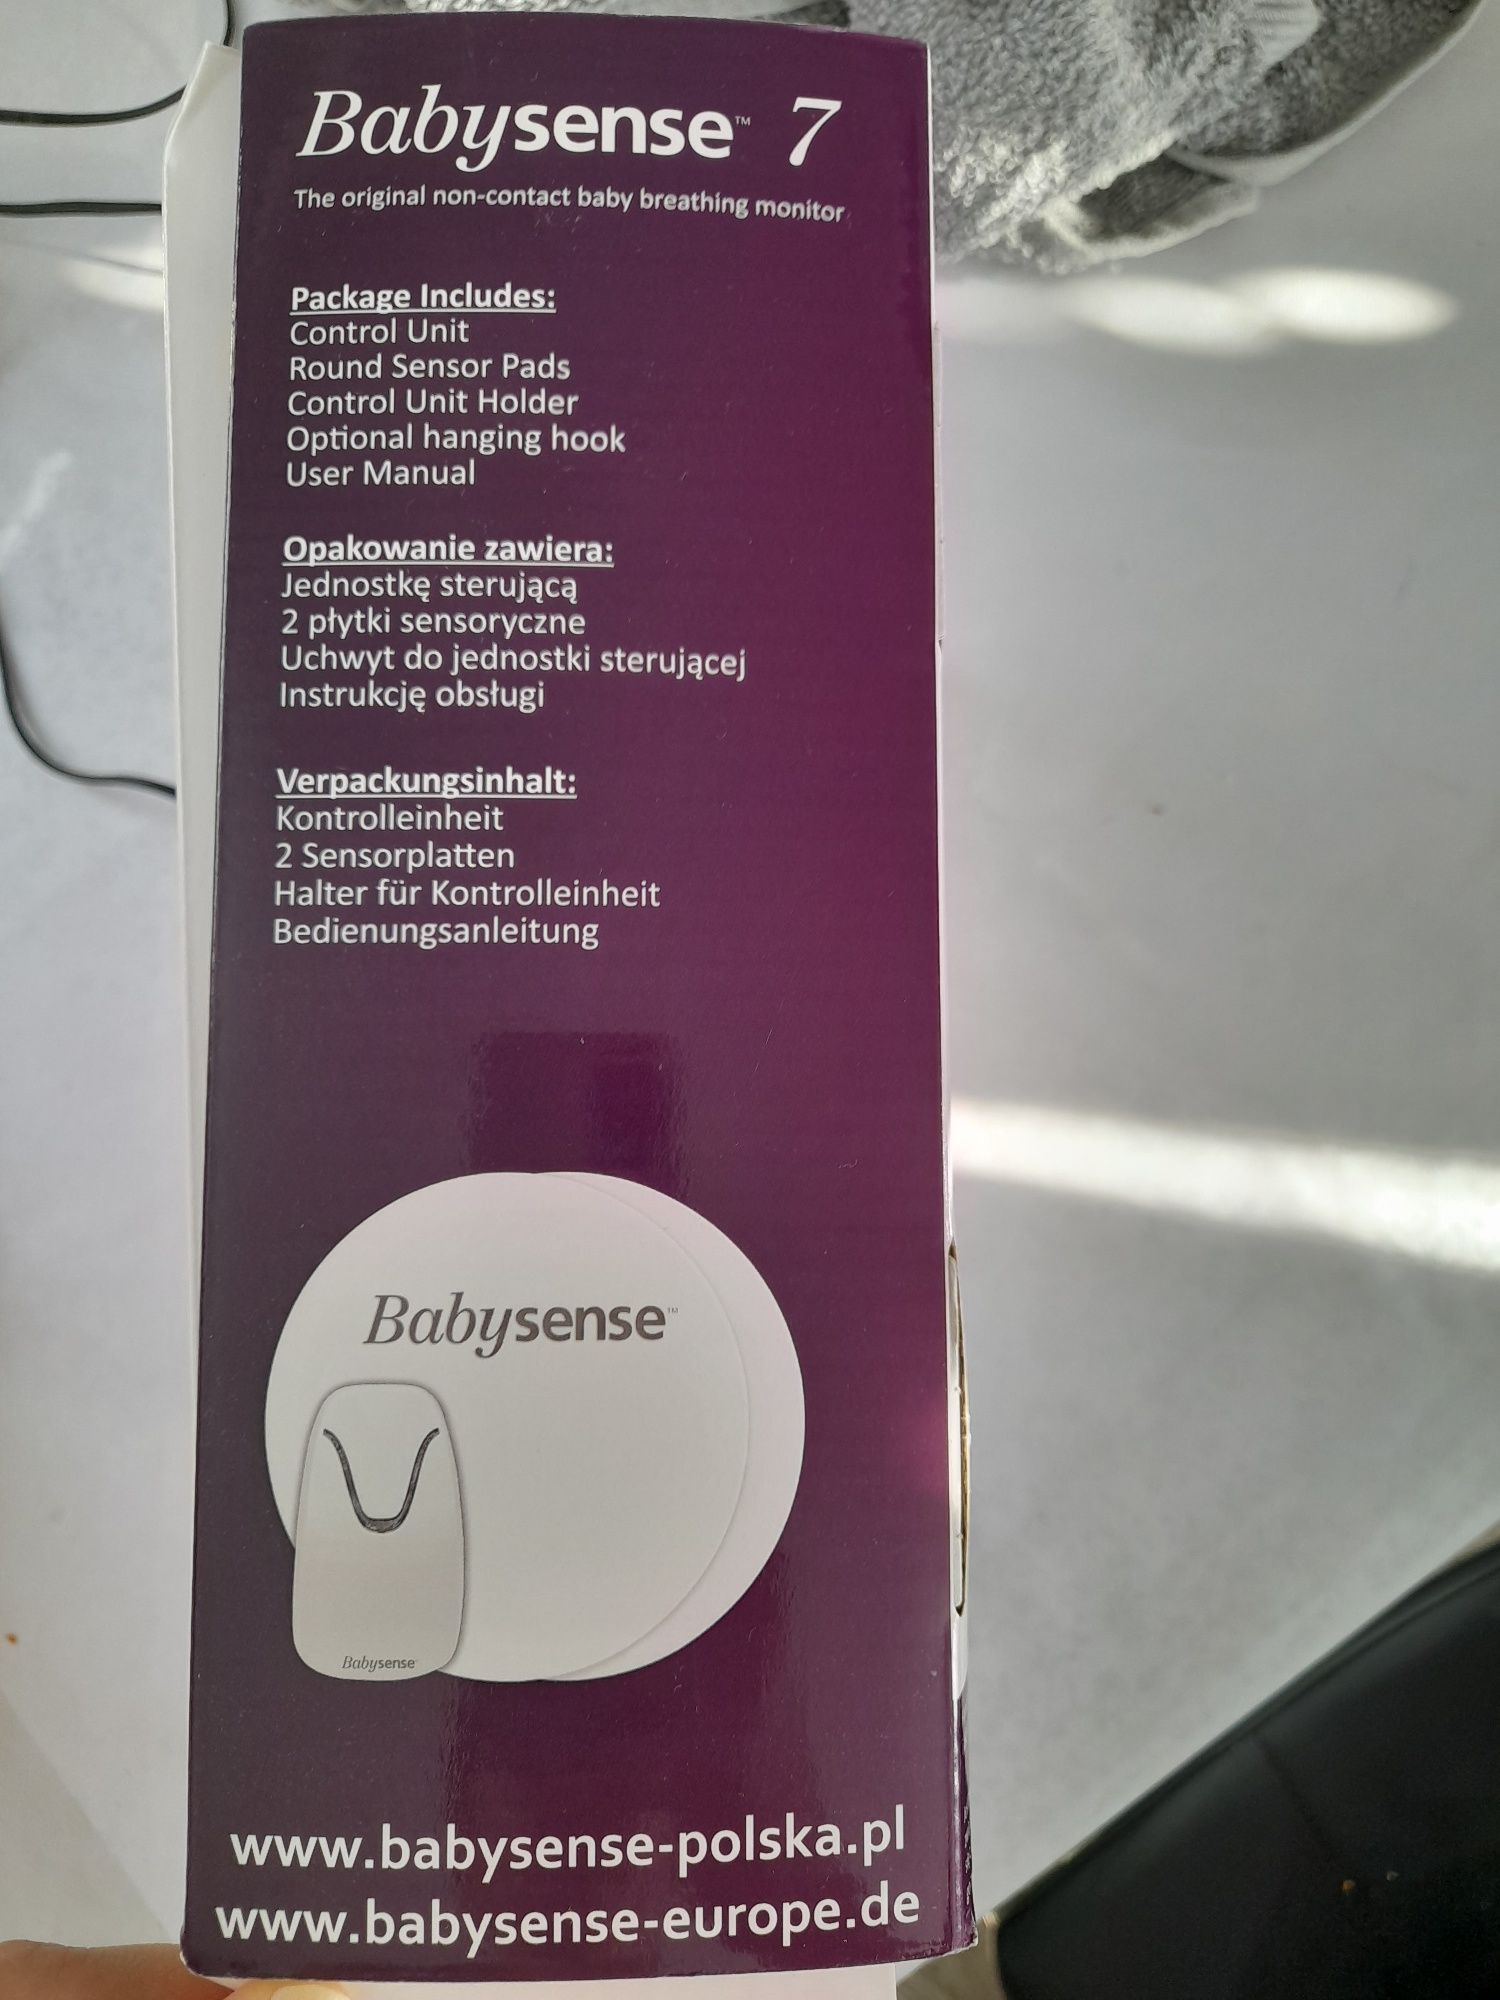 Babysense™ 7
The original non-contact baby breathing monitor
Package Includes:
Control Unit
Round Sensor Pads
Control Unit Holder
Optional hanging hook
User Manual
Opakowanie zawiera:
Jednostkę sterującą
2 płytki sensoryczne
Uchwyt do jednostki sterującej
Instrukcję obsługi
Verpackungsinhalt:
Kontrolleinheit
2 Sensorplatten
Halter für Kontrolleinheit
Bedienungsanleitung
Babysense™
Babysense
www.babysense-polska.pl
www.babysense-europe.de